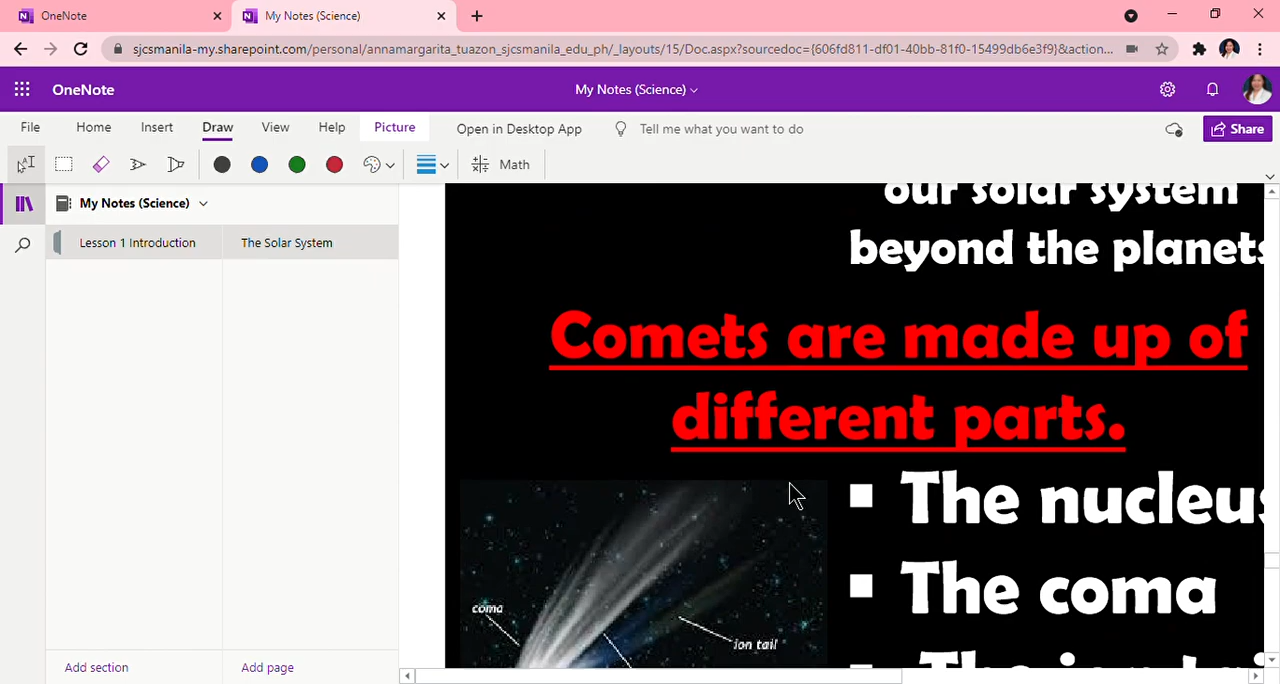 OneNote
My Notes (Science)
sjcsmanila-my.sharepoint.com/personal/annamargarita_tuazon_sjcsmanila_edu_ph/_layouts/15/Doc.aspx?sourcedoc={606fd811-df01-40bb-81f0-15499db6e3f9}&action...
OneNote
My Notes (Science)
File Home Insert Draw View Help Picture Open in Desktop App Tell me what you want to do
Share
Math
My Notes (Science)
Lesson 1 Introduction
The Solar System
our solar system
beyond the planets
Comets are made up of
different parts.
▪ The nucleus
▪ The coma
The ion tai
coma
ion tail
Add section
Add page